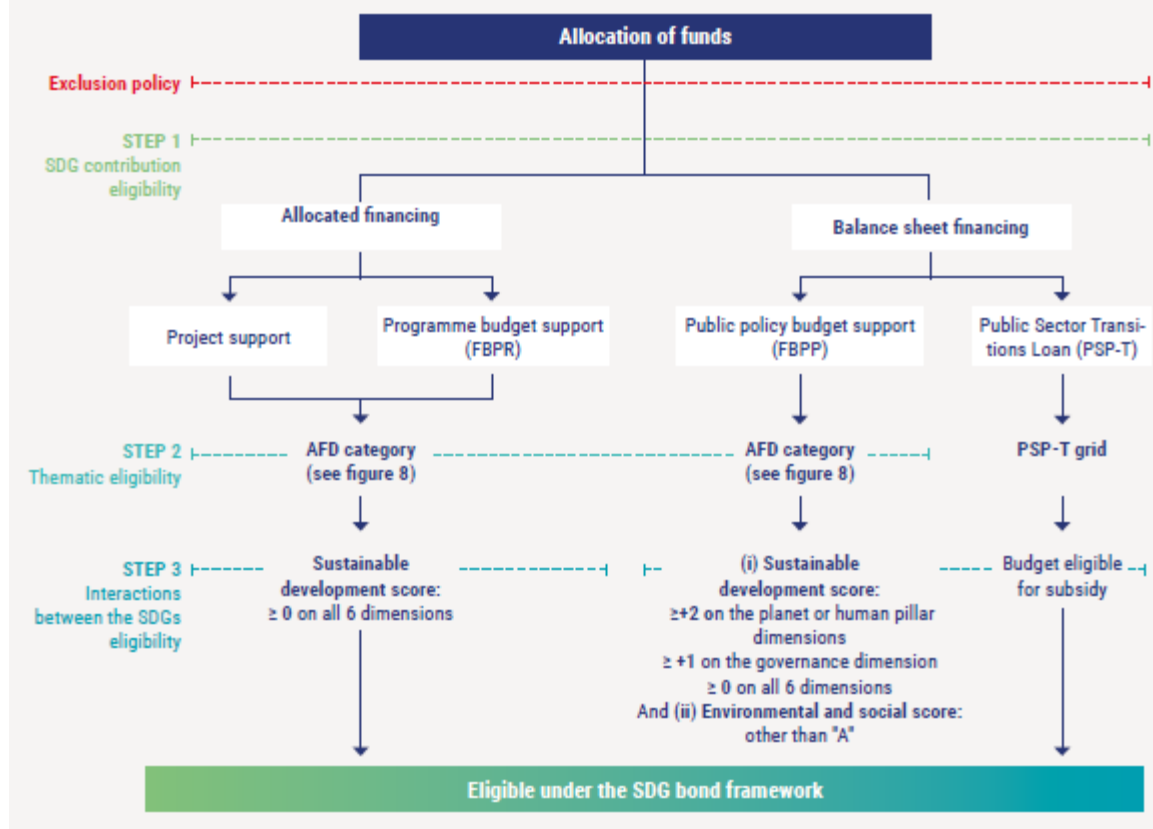 Allocation of funds
Exclusion policy
STEP 1
SDG contribution
eligibility
Allocated financing
Balance sheet financing
Project support
Programme budget support
(FBPR)
Public policy budget support
(FBPP)
Public Sector Transi-
tions Loan (PSP-T)
STEP 2
Thematic eligibility
AFD category
(see figure 8)
AFD category
(see figure 8)
PSP-T grid
STEP 3
Interactions
between the SDGs
eligibility
Sustainable
development score:
≥ 0 on all 6 dimensions
(i) Sustainable
development score:
≥+2 on the planet or human pillar
dimensions
≥ +1 on the governance dimension
≥ 0 on all 6 dimensions
And (ii) Environmental and social score:
other than "A"
Budget eligible
for subsidy
Eligible under the SDG bond framework